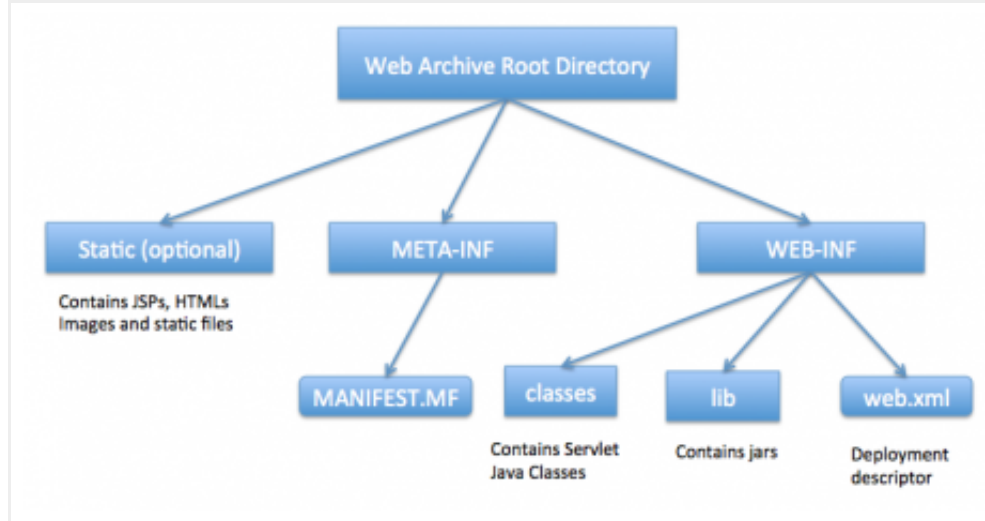 Web Archive Root Directory
Static (optional)
META-INF
WEB-INF
Contains JSPs, HTMLs
Images and static files
MANIFEST.MF
classes
lib
web.xml
Contains Servlet
Java Classes
Contains jars
Deployment
descriptor